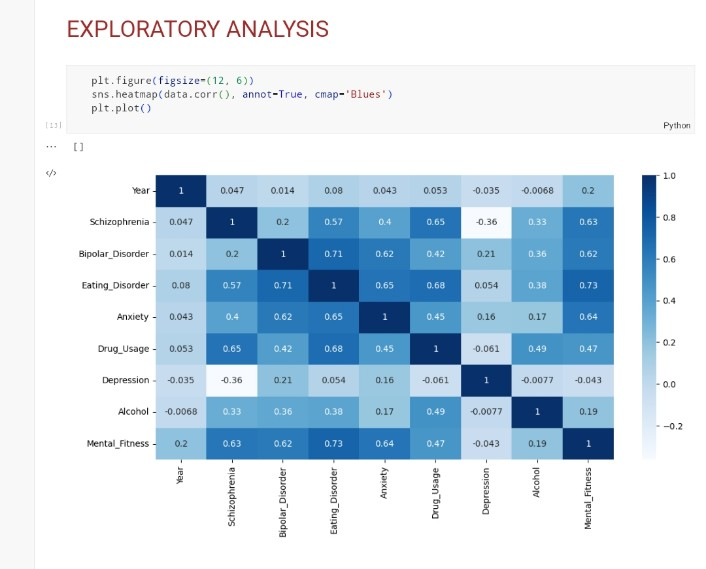 EXPLORATORY ANALYSIS
plt.figure(figsize=(12, 6))
sns.heatmap(data.corr(), annot=True, cmap='Blues')
plt.plot()
Python
... []
</>
Year 1 0.047 0.014 0.08 0.043 0.053 -0.035 -0.0068 0.2
Schizophrenia 0.047 1 0.2 0.57 0.4 0.65 -0.36 0.33 0.63
Bipolar_Disorder 0.014 0.2 1 0.71 0.62 0.42 0.21 0.36 0.62
Eating_Disorder 0.08 0.57 0.71 1 0.65 0.68 0.054 0.38 0.73
Anxiety 0.043 0.4 0.62 0.65 1 0.45 0.16 0.17 0.64
Drug_Usage 0.053 0.65 0.42 0.68 0.45 1 -0.061 0.49 0.47
Depression -0.035 -0.36 0.21 0.054 0.16 -0.061 1 -0.0077 -0.043
Alcohol -0.0068 0.33 0.36 0.38 0.17 0.49 -0.0077 1 0.19
Mental_Fitness 0.2 0.63 0.62 0.73 0.64 0.47 -0.043 0.19 1
Year Schizophrenia Bipolar_Disorder Eating_Disorder Anxiety Drug_Usage Depression Alcohol Mental_Fitness
1.0
0.8
0.6
0.4
0.2
0.0
−0.2